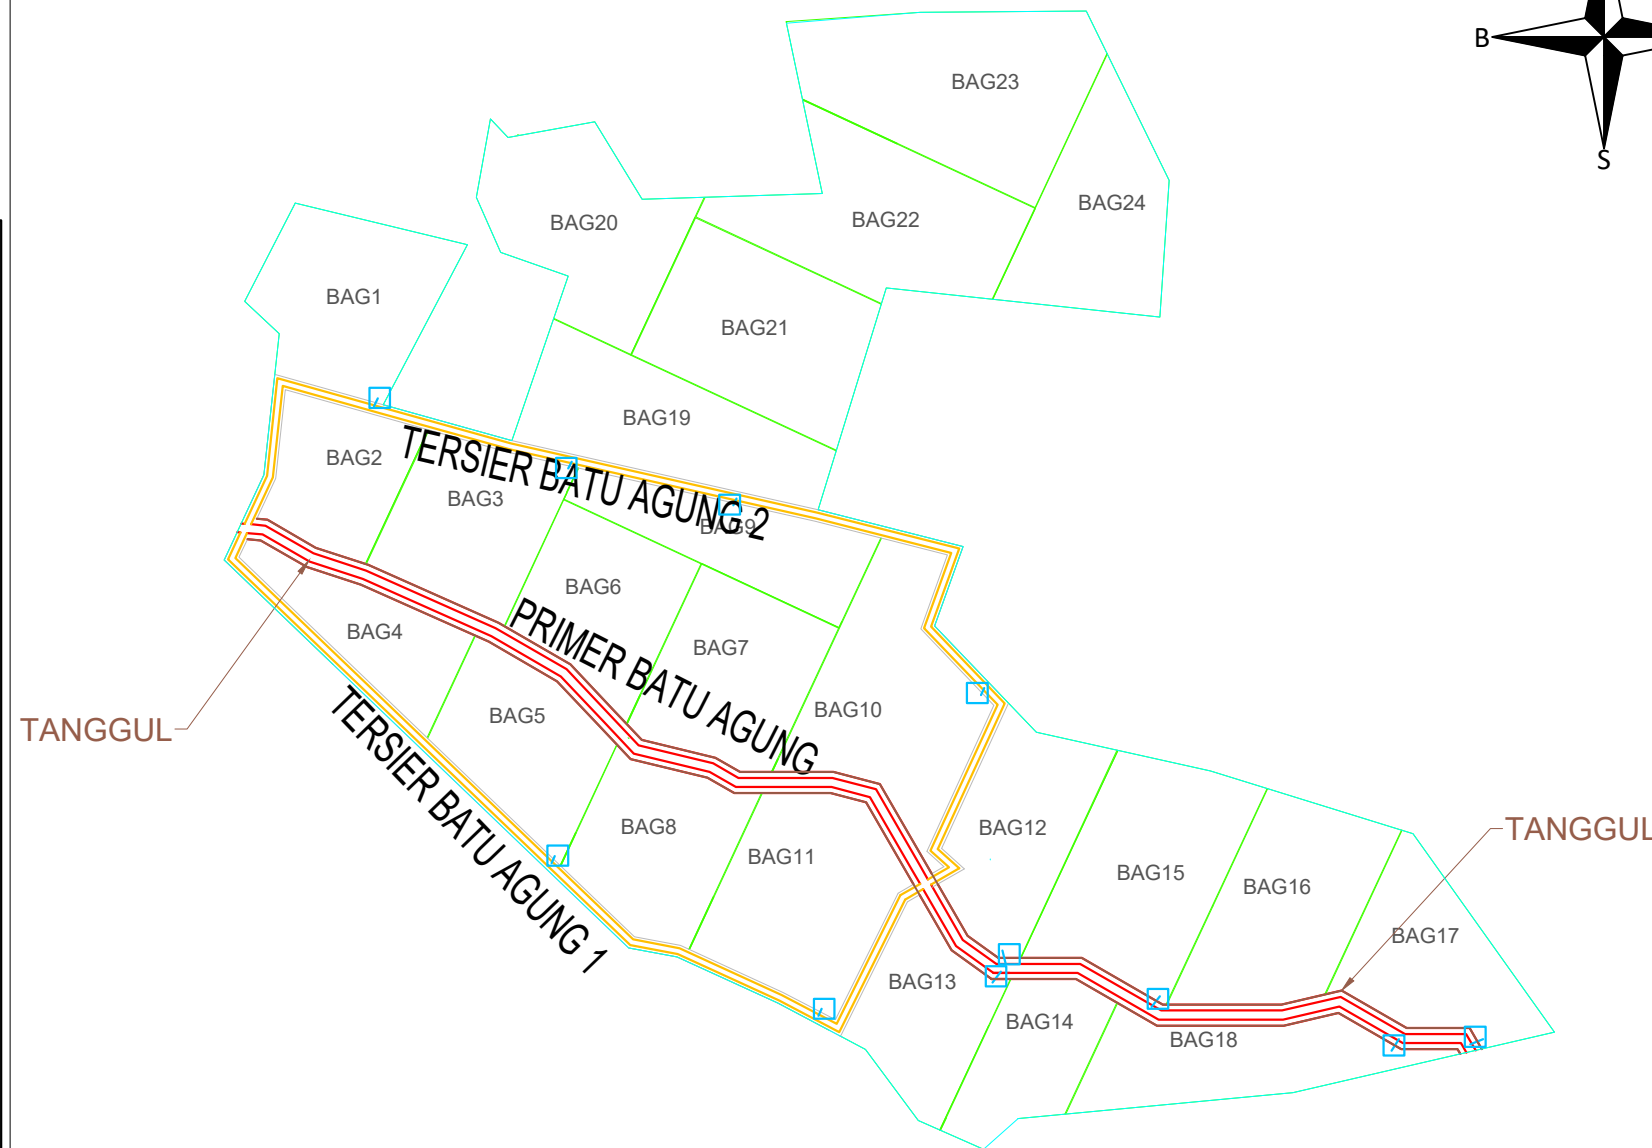 B
S
BAG23
BAG24
BAG20
BAG22
BAG1
BAG21
BAG19
BAG2
TERSIER BATU AGUNG 2
BAG3
BAG9
BAG6
PRIMER BATU AGUNG
BAG4
BAG7
BAG5
BAG10
TANGGUL
TERSIER BATU AGUNG 1
BAG8
BAG12
TANGGUL
BAG11
BAG15
BAG16
BAG17
BAG13
BAG14
BAG18